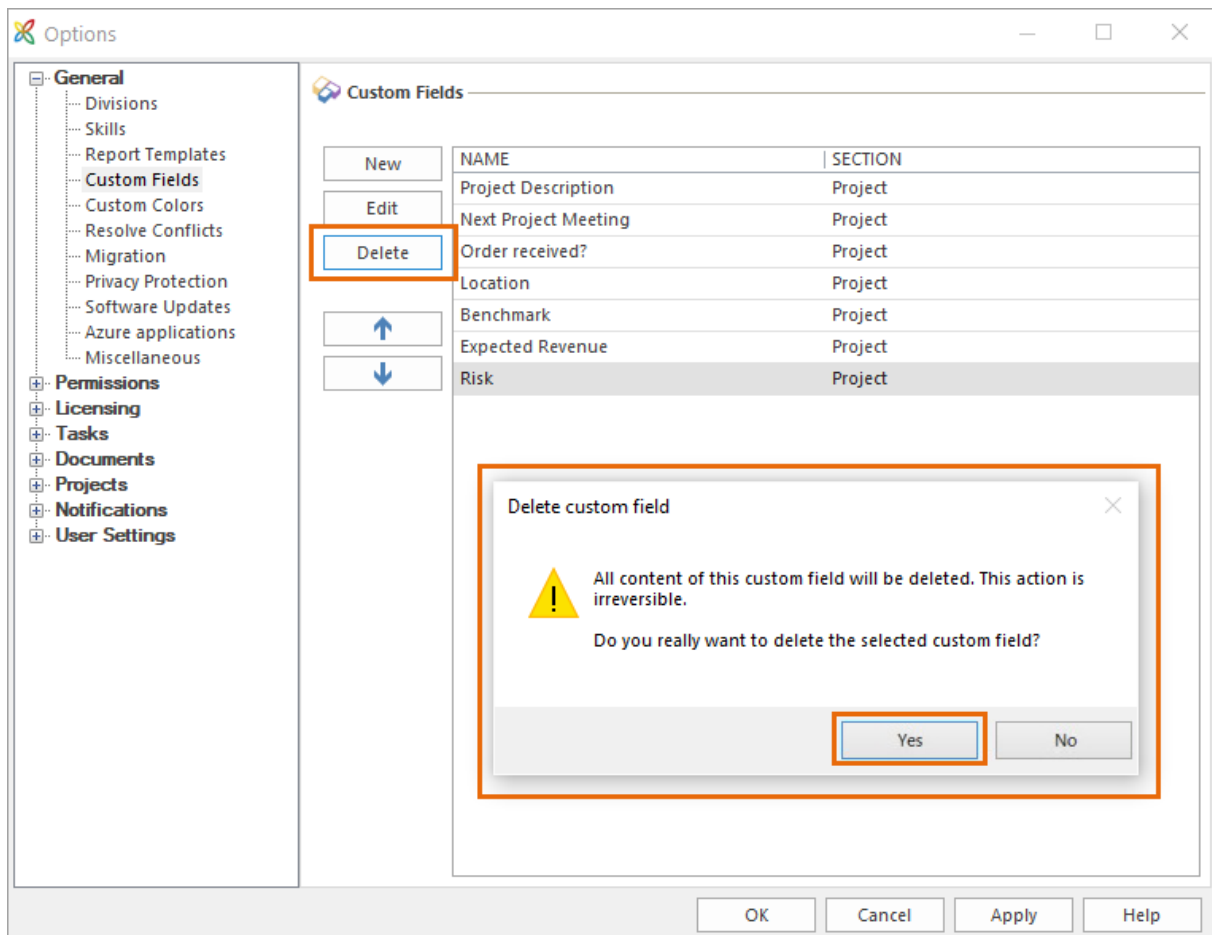 Options
General
Divisions
Skills
Report Templates
Custom Fields
Custom Colors
Resolve Conflicts
Migration
Privacy Protection
Software Updates
Azure applications
Miscellaneous
Permissions
Licensing
Tasks
Documents
Projects
Notifications
User Settings
Custom Fields
New
Edit
Delete
NAME SECTION
Project Description Project
Next Project Meeting Project
Order received? Project
Location Project
Benchmark Project
Expected Revenue Project
Risk Project
Delete custom field
All content of this custom field will be deleted. This action is
irreversible.
Do you really want to delete the selected custom field?
Yes No
OK Cancel Apply Help